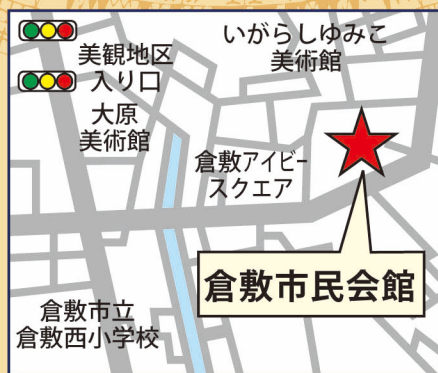 美観地区
入り口
大原
美術館
いがらしゆみこ
美術館
倉敷アイビー
スクエア
倉敷市民会館
倉敷市立
倉敷西小学校